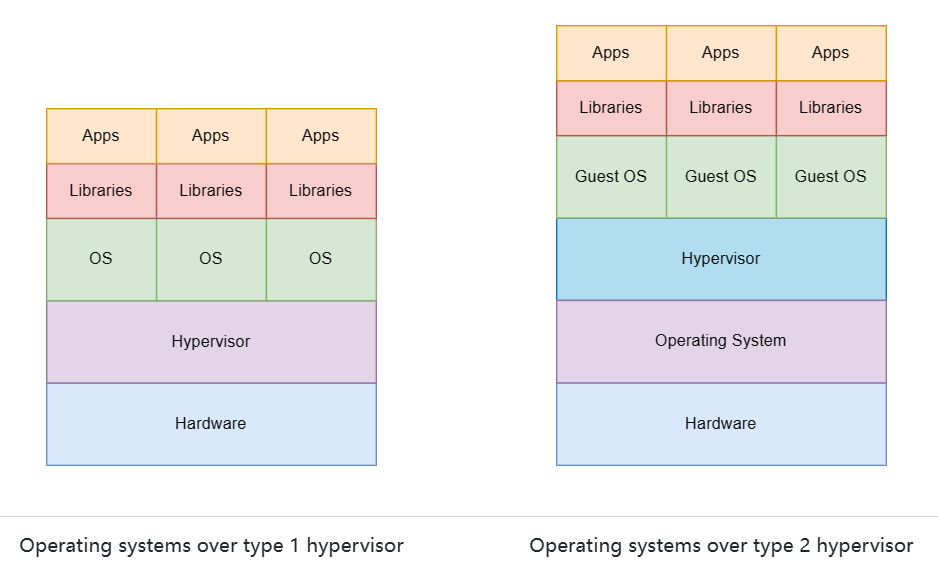 Apps Apps Apps
Libraries Libraries Libraries
OS OS OS
Hypervisor
Hardware
Operating systems over type 1 hypervisor
Apps Apps Apps
Libraries Libraries Libraries
Guest OS Guest OS Guest OS
Hypervisor
Operating System
Hardware
Operating systems over type 2 hypervisor